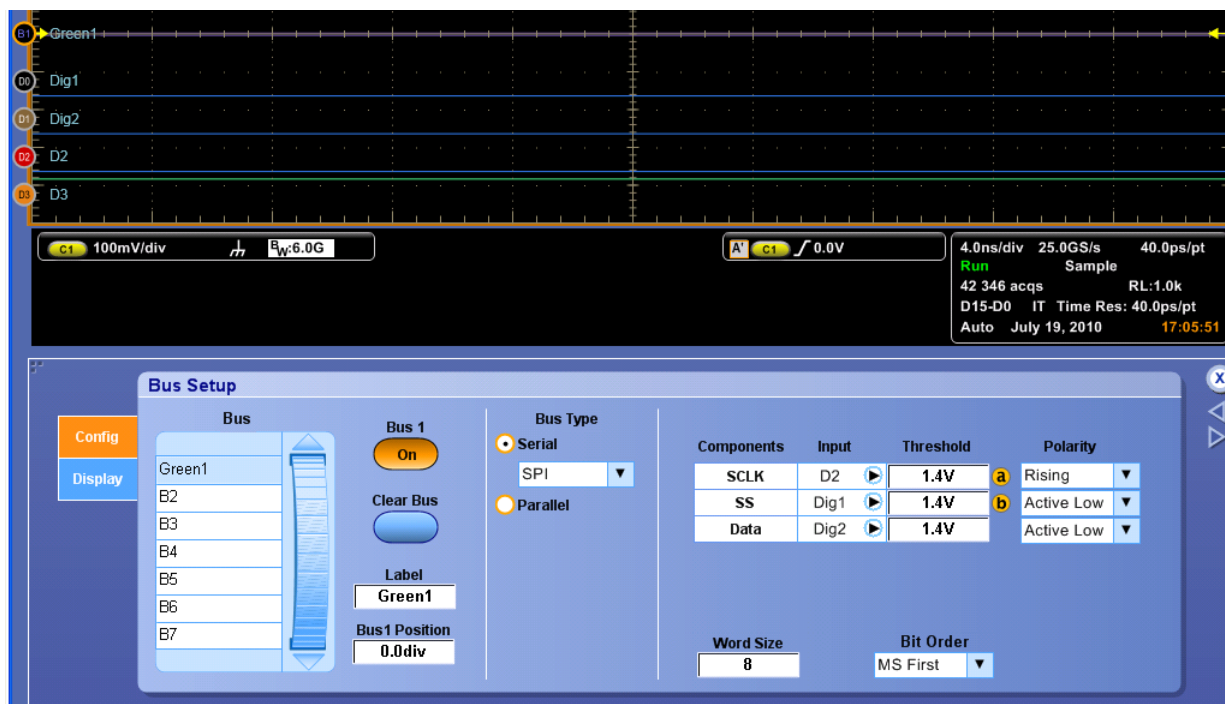 B1 Green1
D0 Dig1
D1 Dig2
D2 D2
D3 D3
C1 100mV/div BW:6.0G
A' C1 0.0V
4.0ns/div 25.0GS/s 40.0ps/pt
Run Sample
42 346 acqs RL:1.0k
D15-D0 IT Time Res: 40.0ps/pt
Auto July 19, 2010 17:05:51
X
Bus Setup
Config
Display
Bus
Green1
B2
B3
B4
B5
B6
B7
Bus 1
On
Clear Bus
Label
Green1
Bus1 Position
0.0div
Bus Type
Serial
SPI
Parallel
Components Input Threshold Polarity
SCLK D2 1.4V a Rising
SS Dig1 1.4V b Active Low
Data Dig2 1.4V Active Low
Word Size
8
Bit Order
MS First